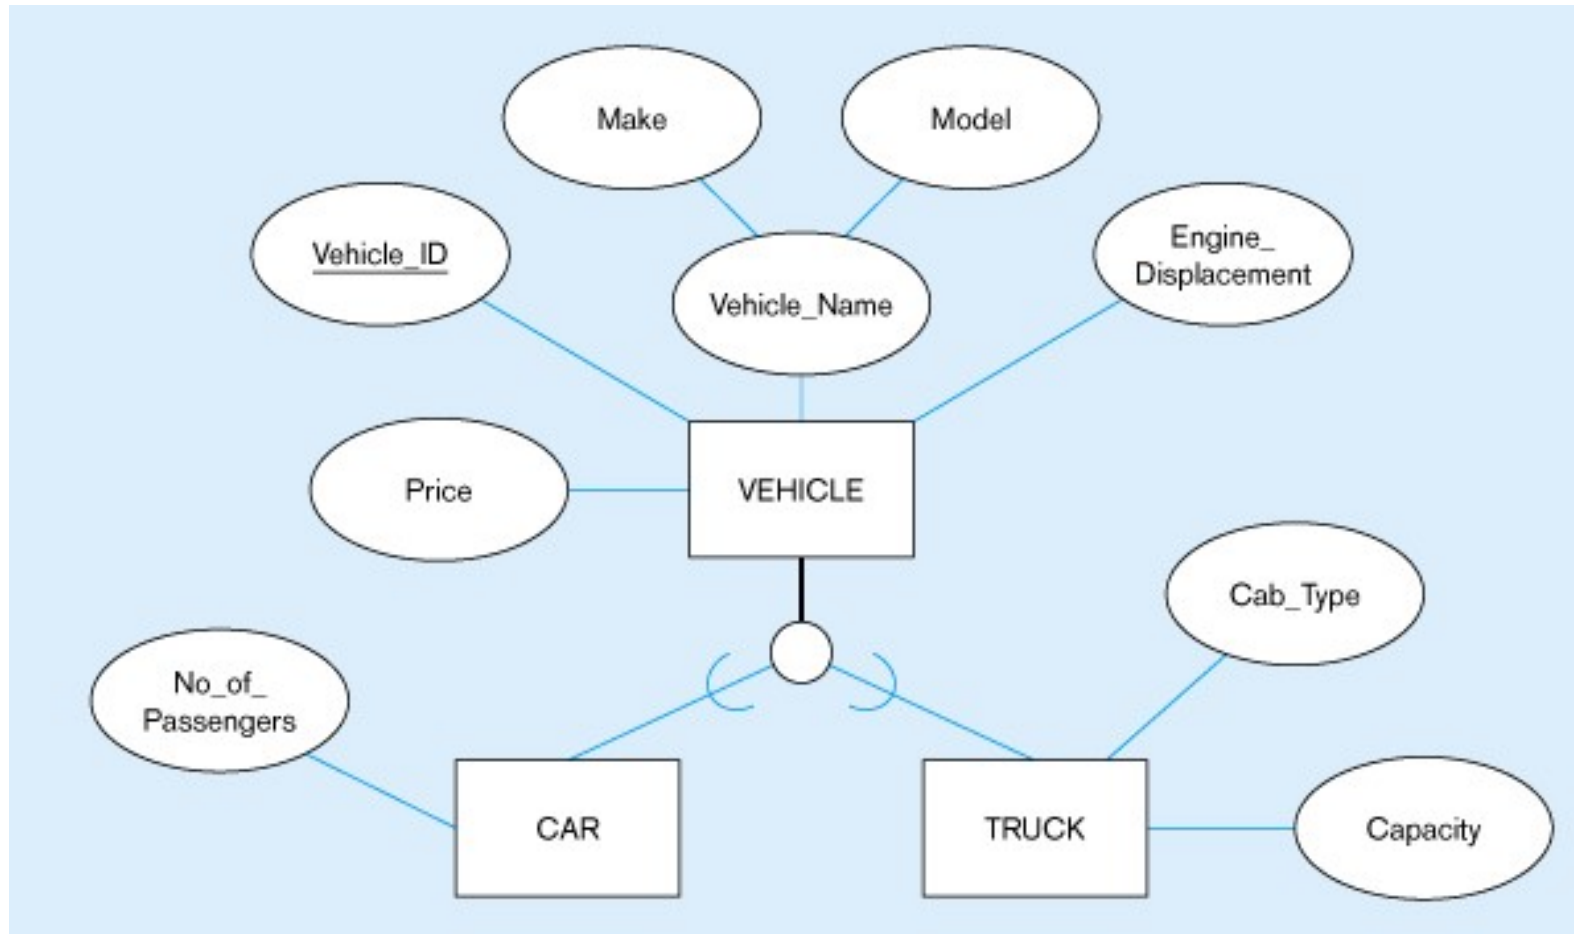 Make
Model
Vehicle_ID
Engine_
Displacement
Vehicle_Name
Price
VEHICLE
Cab_Type
No_of_
Passengers
CAR
TRUCK
Capacity